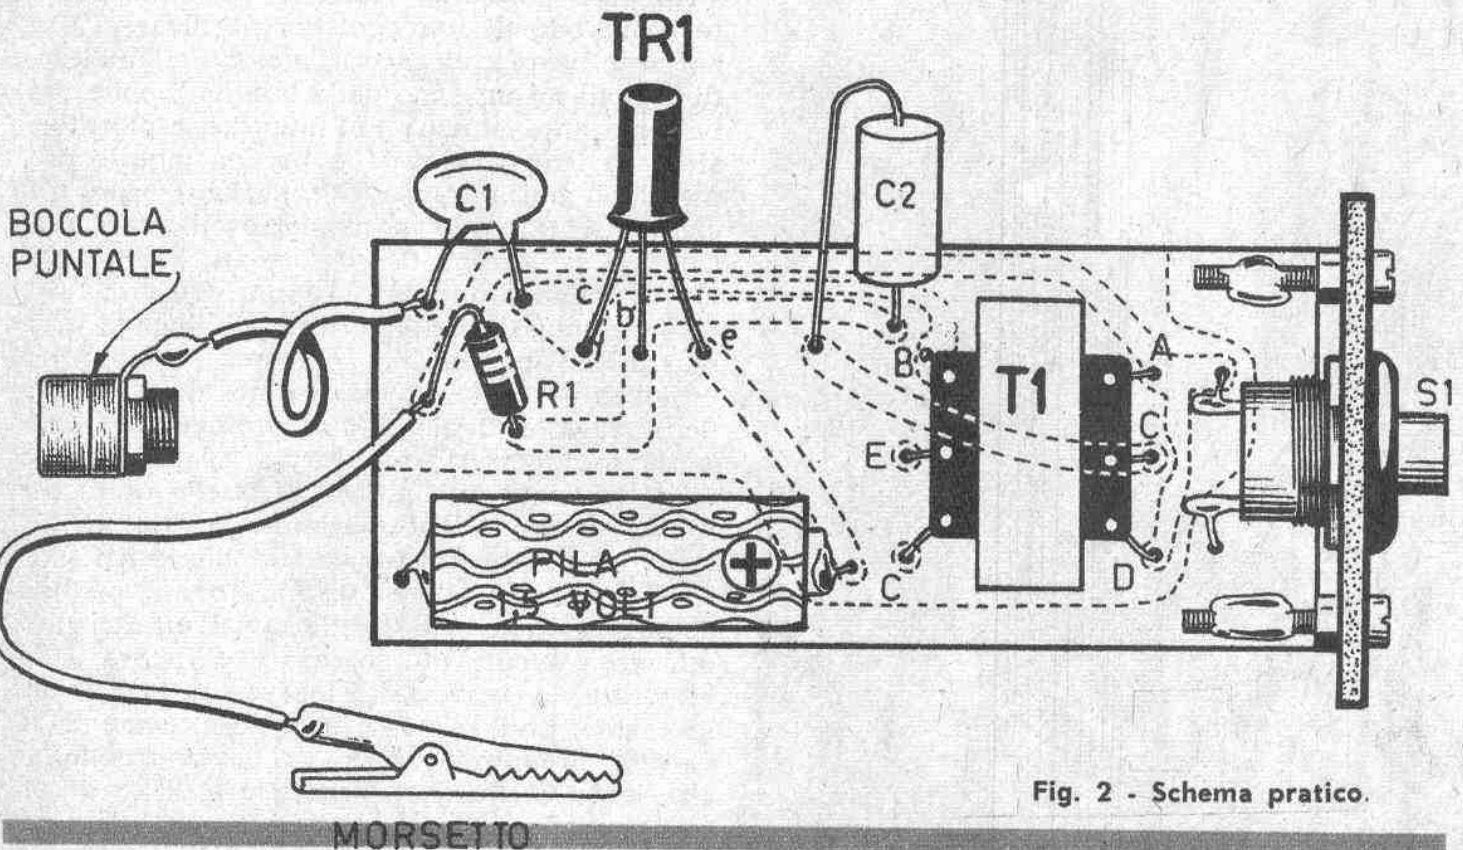 TR1
C1
C2
BOCCOLA
PUNTALE
c
b
e
R1
B
A
T1
S1
C
E
PILA
+
1,5 VOLT
C
D
Fig. 2 - Schema pratico.
MORSETTO